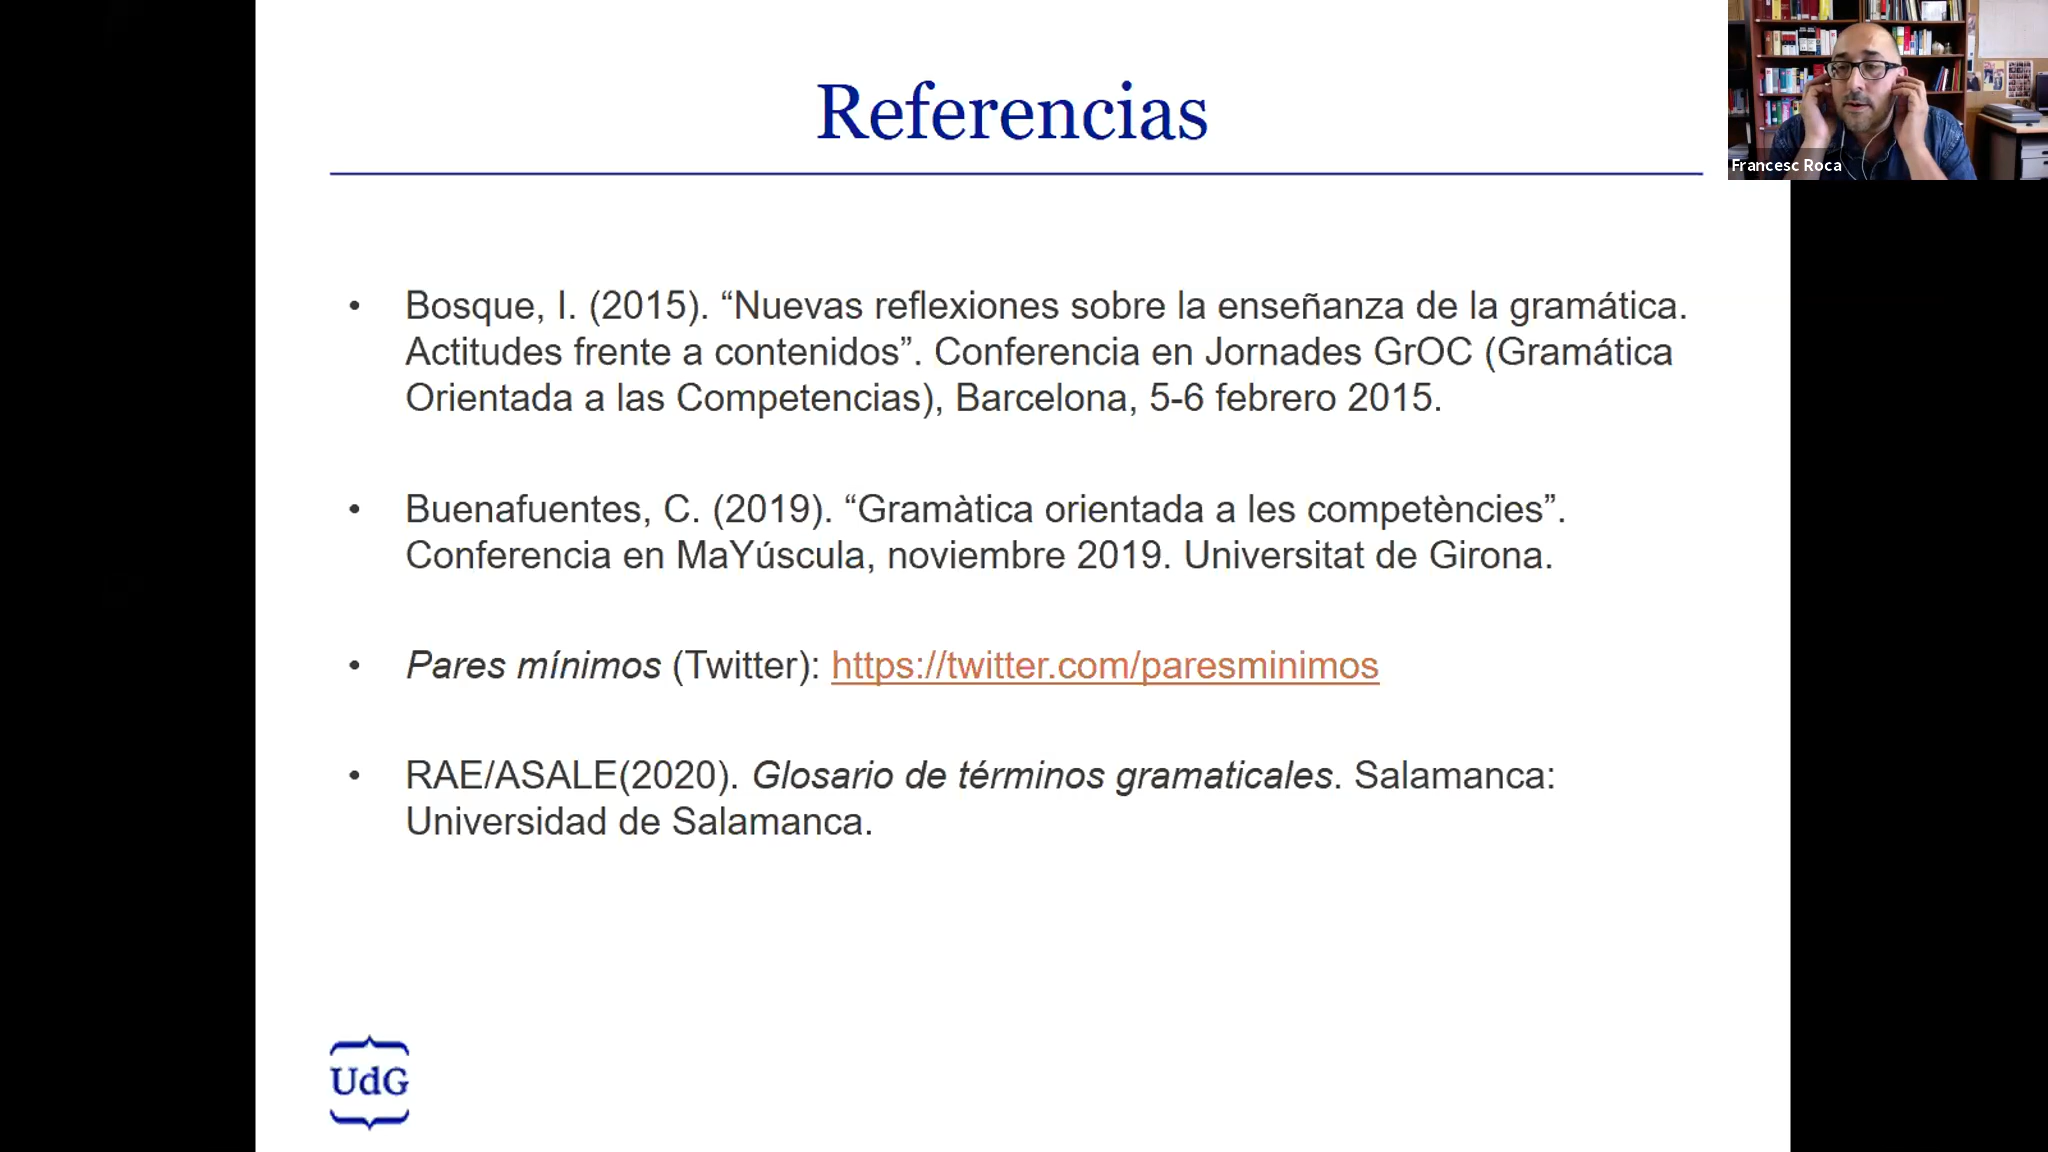 Referencias
Francesc Roca
• Bosque, I. (2015). “Nuevas reflexiones sobre la enseñanza de la gramática.
Actitudes frente a contenidos”. Conferencia en Jornades GrOC (Gramática
Orientada a las Competencias), Barcelona, 5-6 febrero 2015.
• Buenafuentes, C. (2019). “Gramàtica orientada a les competències”.
Conferencia en MaYúscula, noviembre 2019. Universitat de Girona.
• Pares mínimos (Twitter): https://twitter.com/paresminimos
• RAE/ASALE(2020). Glosario de términos gramaticales. Salamanca:
Universidad de Salamanca.
UdG